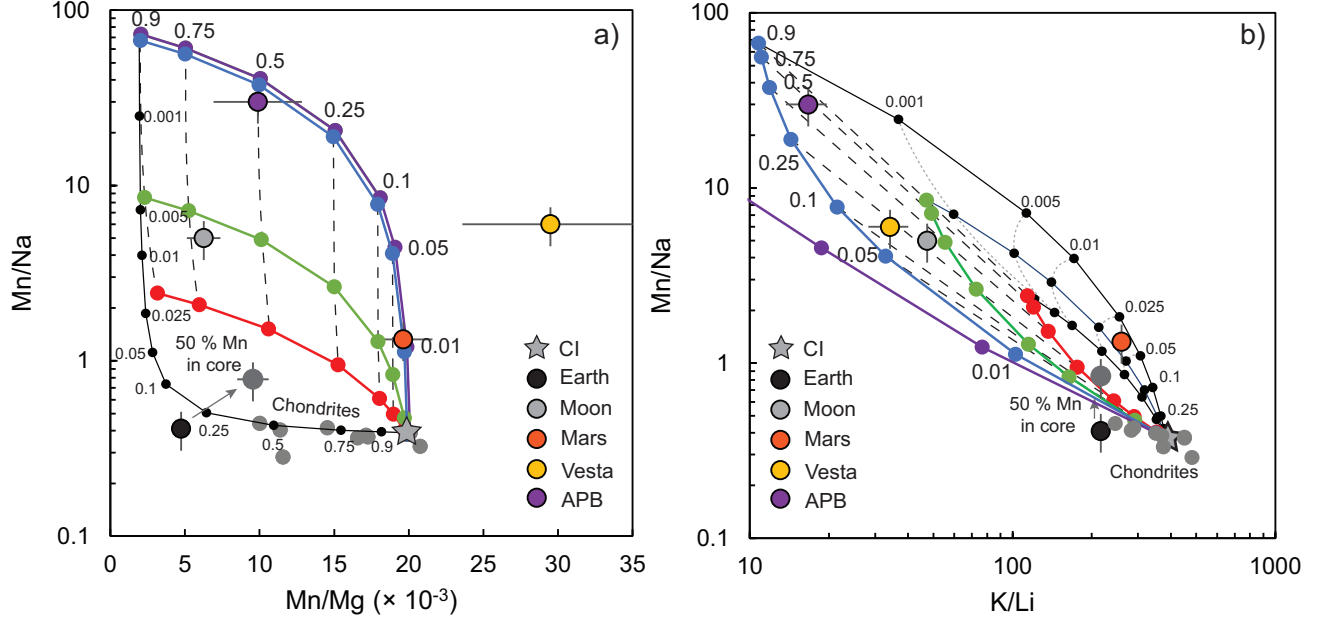 a)
100
10
1
0.1
Mn/Na
0.9
0.75
0.5
0.25
0.1
0.05
0.01
0.001
0.005
0.01
0.025
0.05
0.1
0.25
0.5
0.75
0.9
50 % Mn
in core
Chondrites
CI
Earth
Moon
Mars
Vesta
APB
0
5
10
15
20
25
30
35
Mn/Mg (× 10-3)
b)
100
10
1
0.1
Mn/Na
0.9
0.75
0.5
0.25
0.1
0.05
0.01
0.001
0.005
0.01
0.025
0.05
0.1
0.25
50 % Mn
in core
Chondrites
CI
Earth
Moon
Mars
Vesta
APB
10
100
1000
K/Li